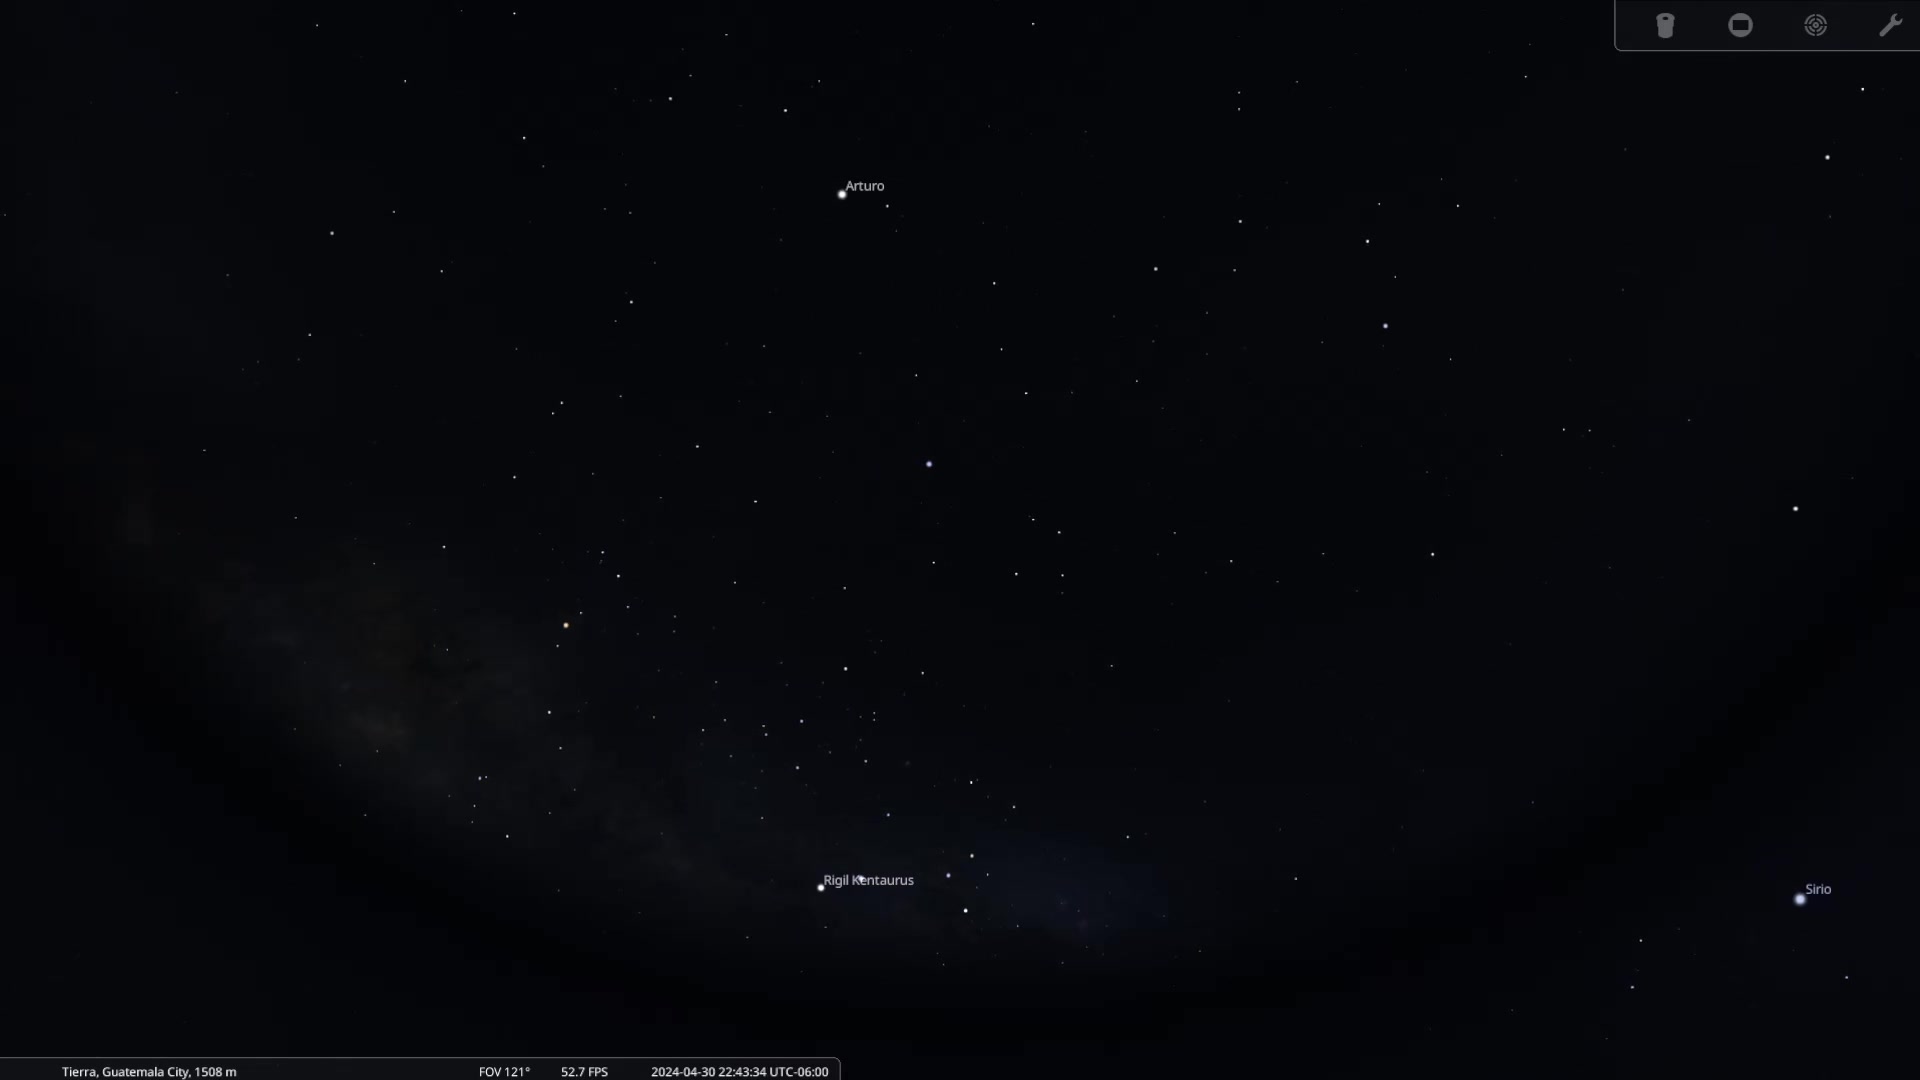 Arturo
Rigil Kentaurus
Sirio
Tierra, Guatemala City, 1508 m FOV 121° 52.7 FPS 2024-04-30 22:43:34 UTC-06:00